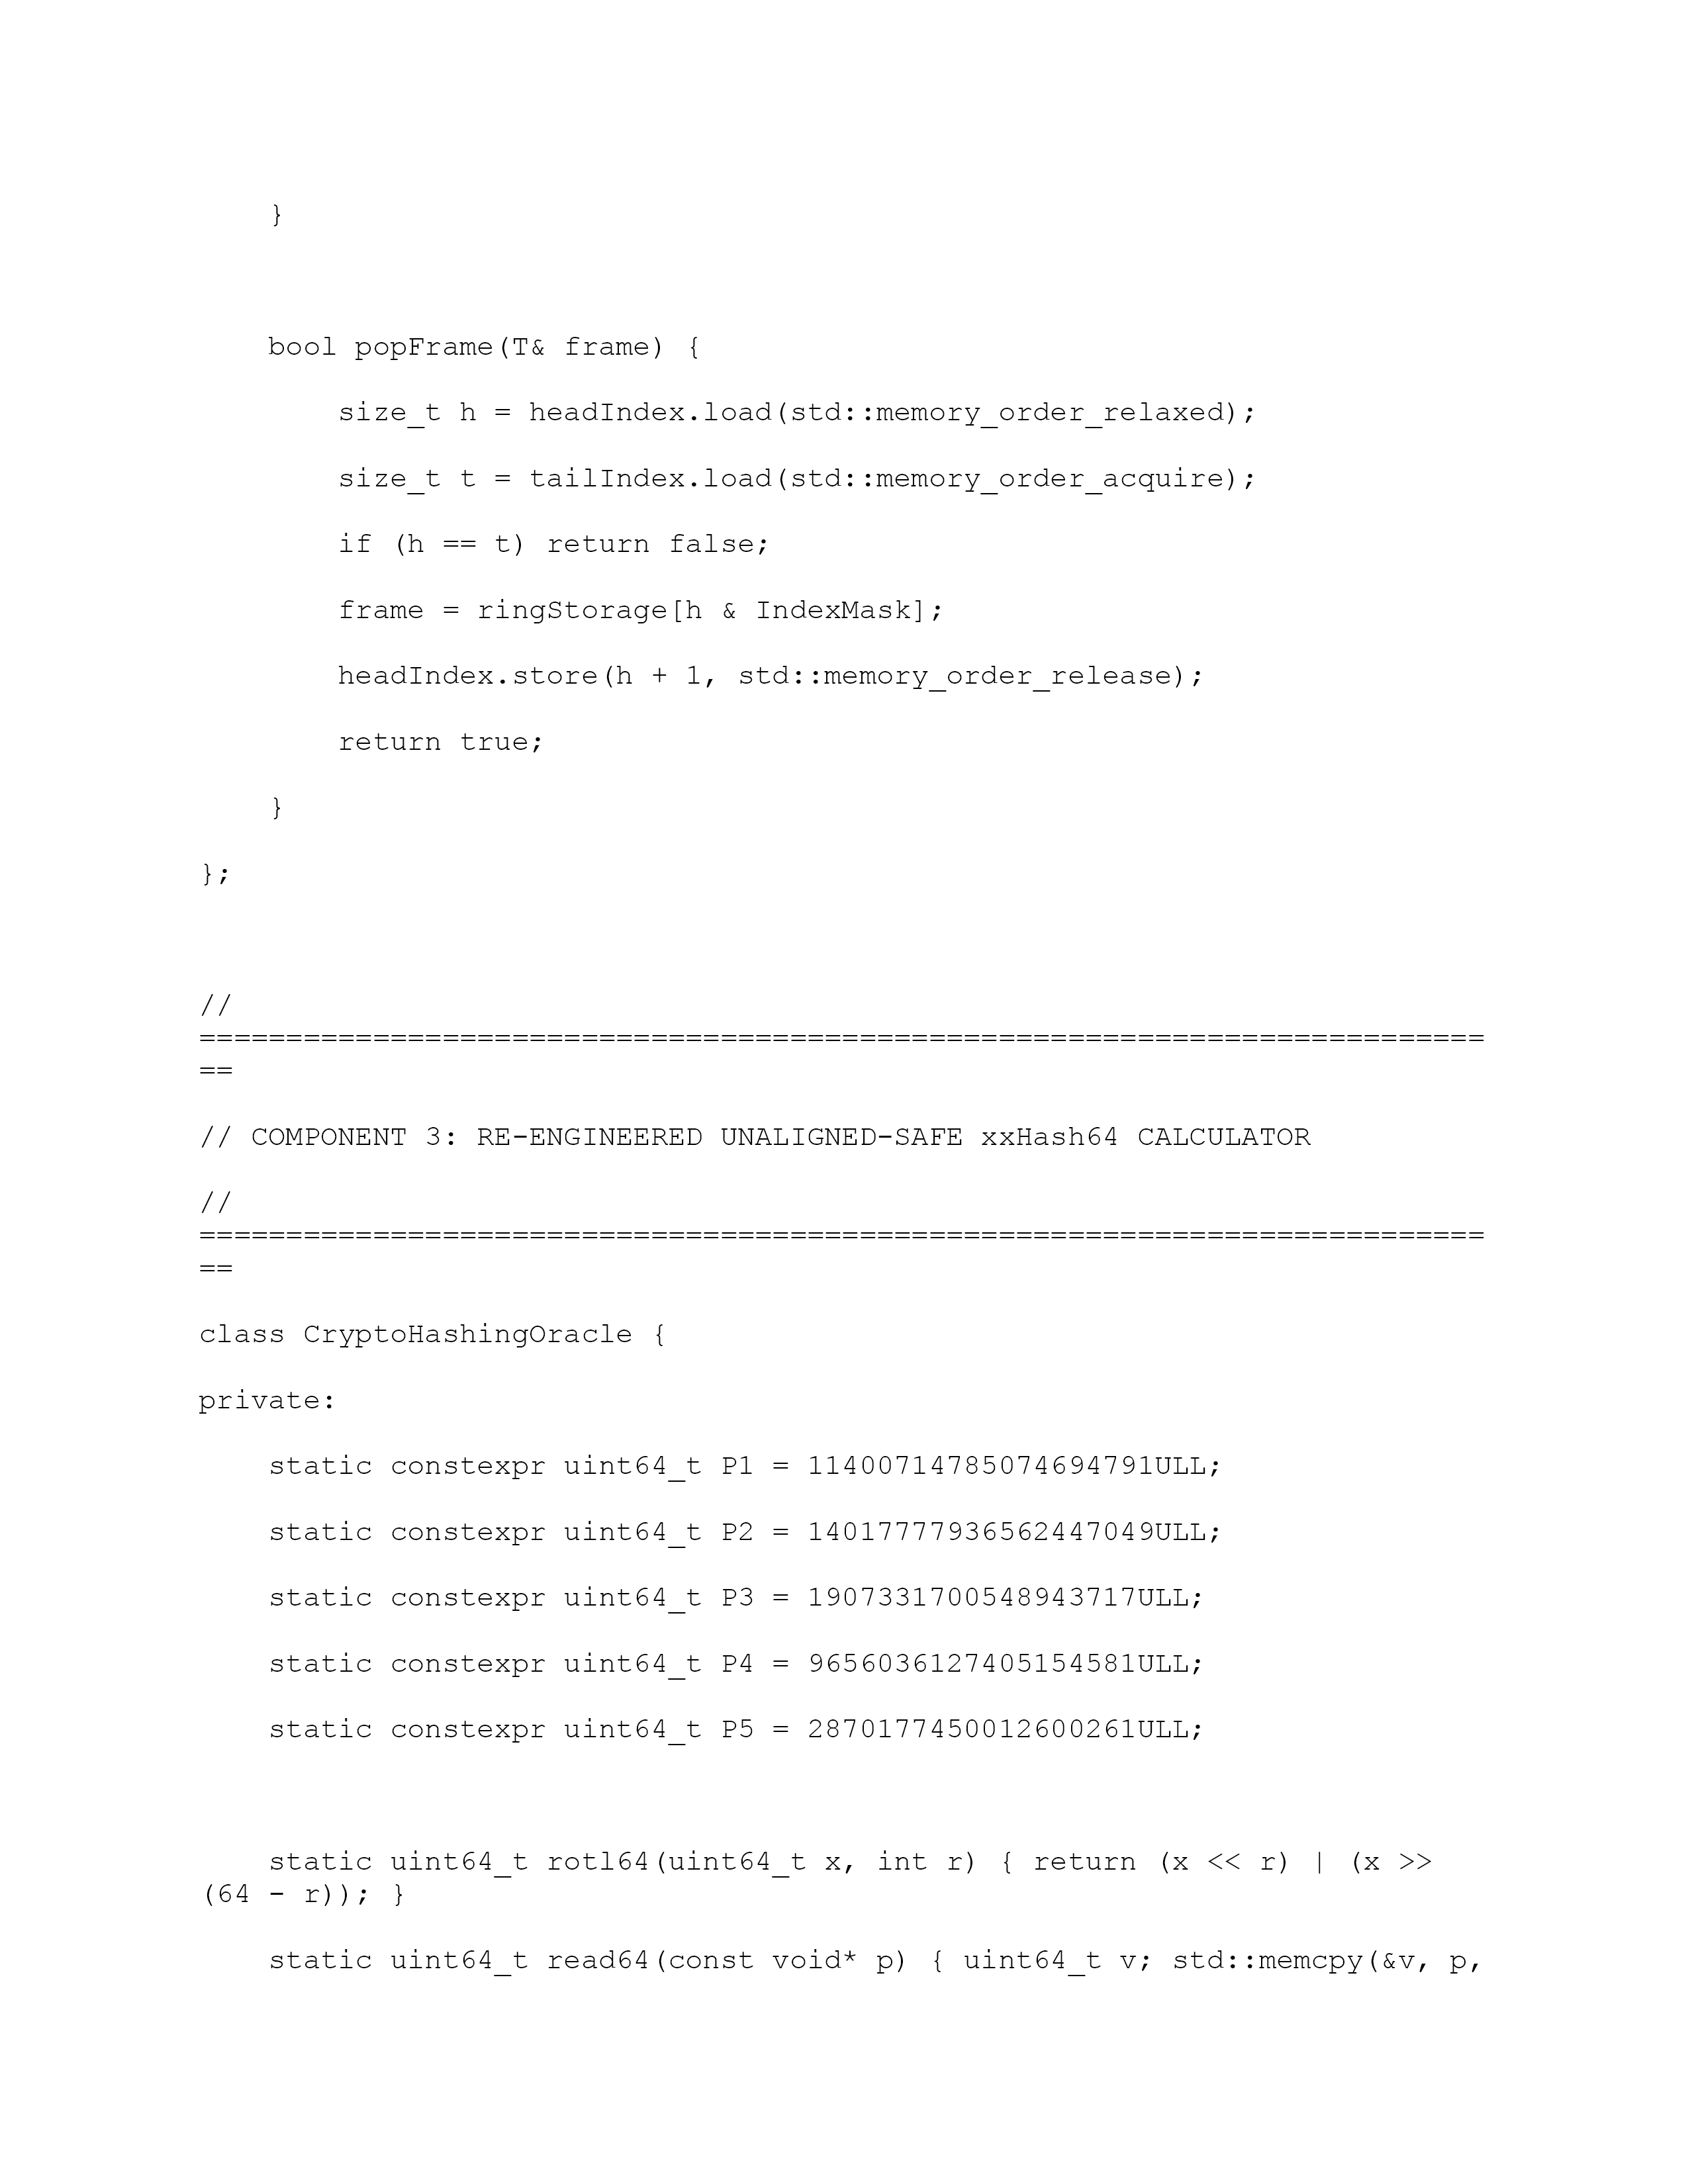 }
bool popFrame(T& frame) {
size_t h = headIndex.load(std::memory_order_relaxed);
size_t t = tailIndex.load(std::memory_order_acquire);
if (h == t) return false;
frame = ringStorage[h & IndexMask];
headIndex.store(h + 1, std::memory_order_release);
return true;
}
};
//
==========================================================================
==
// COMPONENT 3: RE-ENGINEERED UNALIGNED-SAFE xxHash64 CALCULATOR
//
==========================================================================
==
class CryptoHashingOracle {
private:
static constexpr uint64_t P1 = 11400714785074694791ULL;
static constexpr uint64_t P2 = 14017777936562447049ULL;
static constexpr uint64_t P3 = 1907331700548943717ULL;
static constexpr uint64_t P4 = 9656036127405154581ULL;
static constexpr uint64_t P5 = 2870177450012600261ULL;
static uint64_t rotl64(uint64_t x, int r) { return (x << r) | (x >>
(64 - r)); }
static uint64_t read64(const void* p) { uint64_t v; std::memcpy(&v, p,